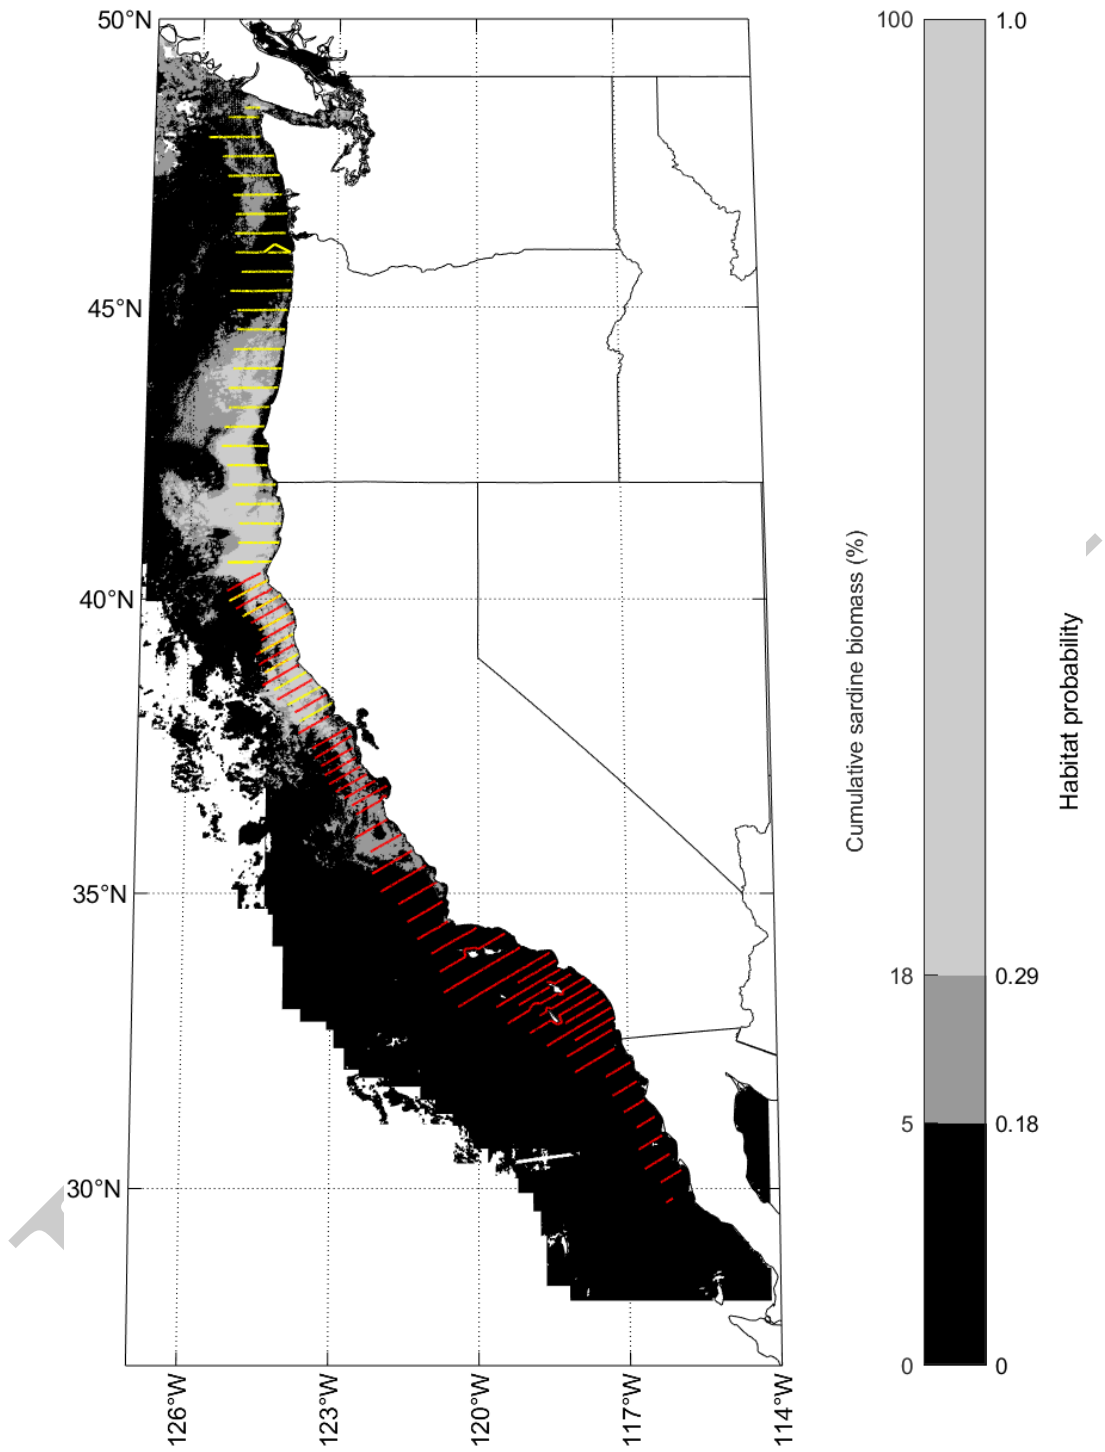 50°N
45°N
40°N
35°N
30°N
126°W
123°W
120°W
117°W
114°W
Cumulative sardine biomass (%)
100
18
5
0
1.0
0.29
0.18
0
Habitat probability